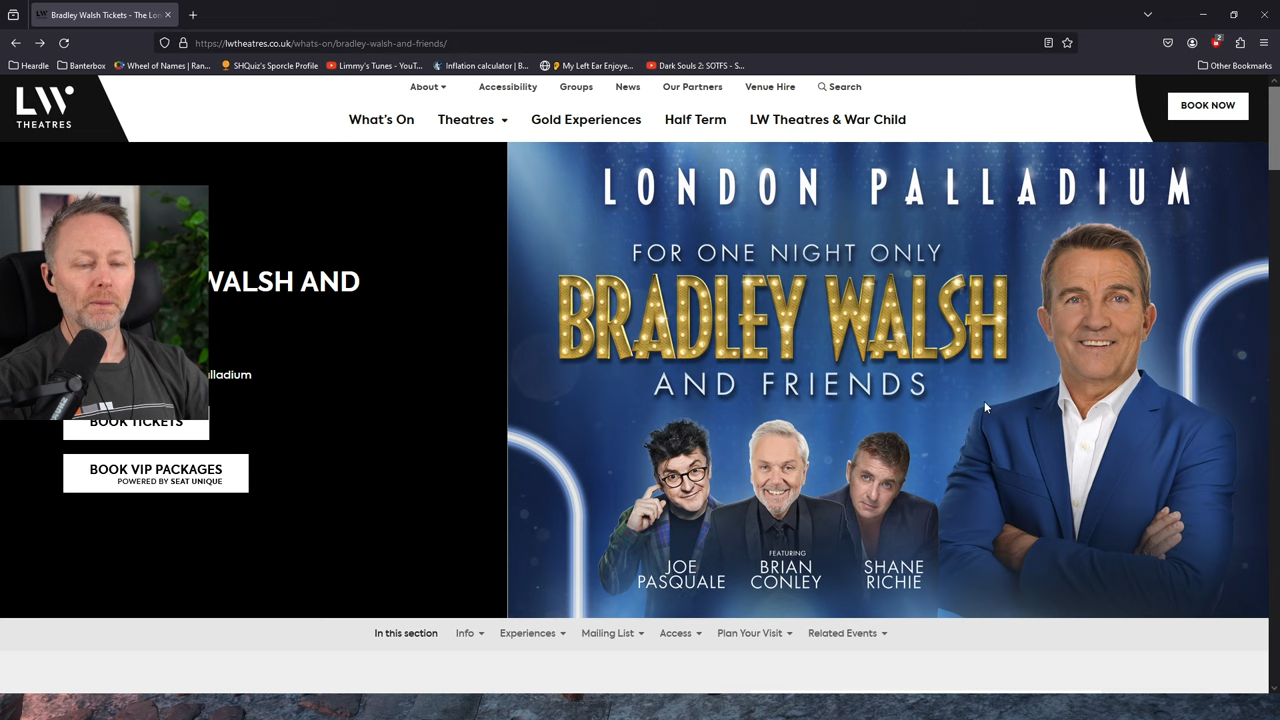 Bradley Walsh Tickets - The Lon
https://lwtheatres.co.uk/whats-on/bradley-walsh-and-friends/
2
Heardle
Banterbox
Wheel of Names | Ran...
SHQuiz's Sporcle Profile
Limmy's Tunes - YouT...
Inflation calculator | B...
My Left Ear Enjoye...
Dark Souls 2: SOTFS - S...
Other Bookmarks
LW
THEATRES
About
Accessibility
Groups
News
Our Partners
Venue Hire
Search
What's On
Theatres
Gold Experiences
Half Term
LW Theatres & War Child
BOOK NOW
WALSH AND
lladium
BOOK TICKETS
BOOK VIP PACKAGES
POWERED BY SEAT UNIQUE
LONDON PALLADIUM
FOR ONE NIGHT ONLY
BRADLEY WALSH
AND FRIENDS
JOE
PASQUALE
FEATURING
BRIAN
CONLEY
SHANE
RICHIE
In this section
Info
Experiences
Mailing List
Access
Plan Your Visit
Related Events